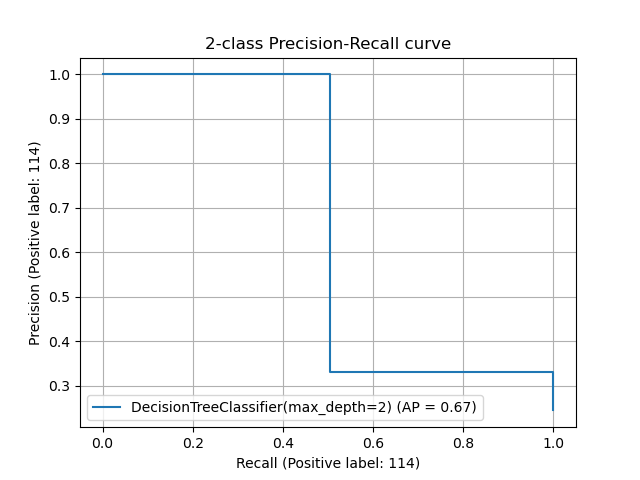 2-class Precision-Recall curve
1.0
0.9
0.8
0.7
0.6
0.5
0.4
0.3
Precision (Positive label: 114)
DecisionTreeClassifier(max_depth=2) (AP = 0.67)
0.0 0.2 0.4 0.6 0.8 1.0
Recall (Positive label: 114)